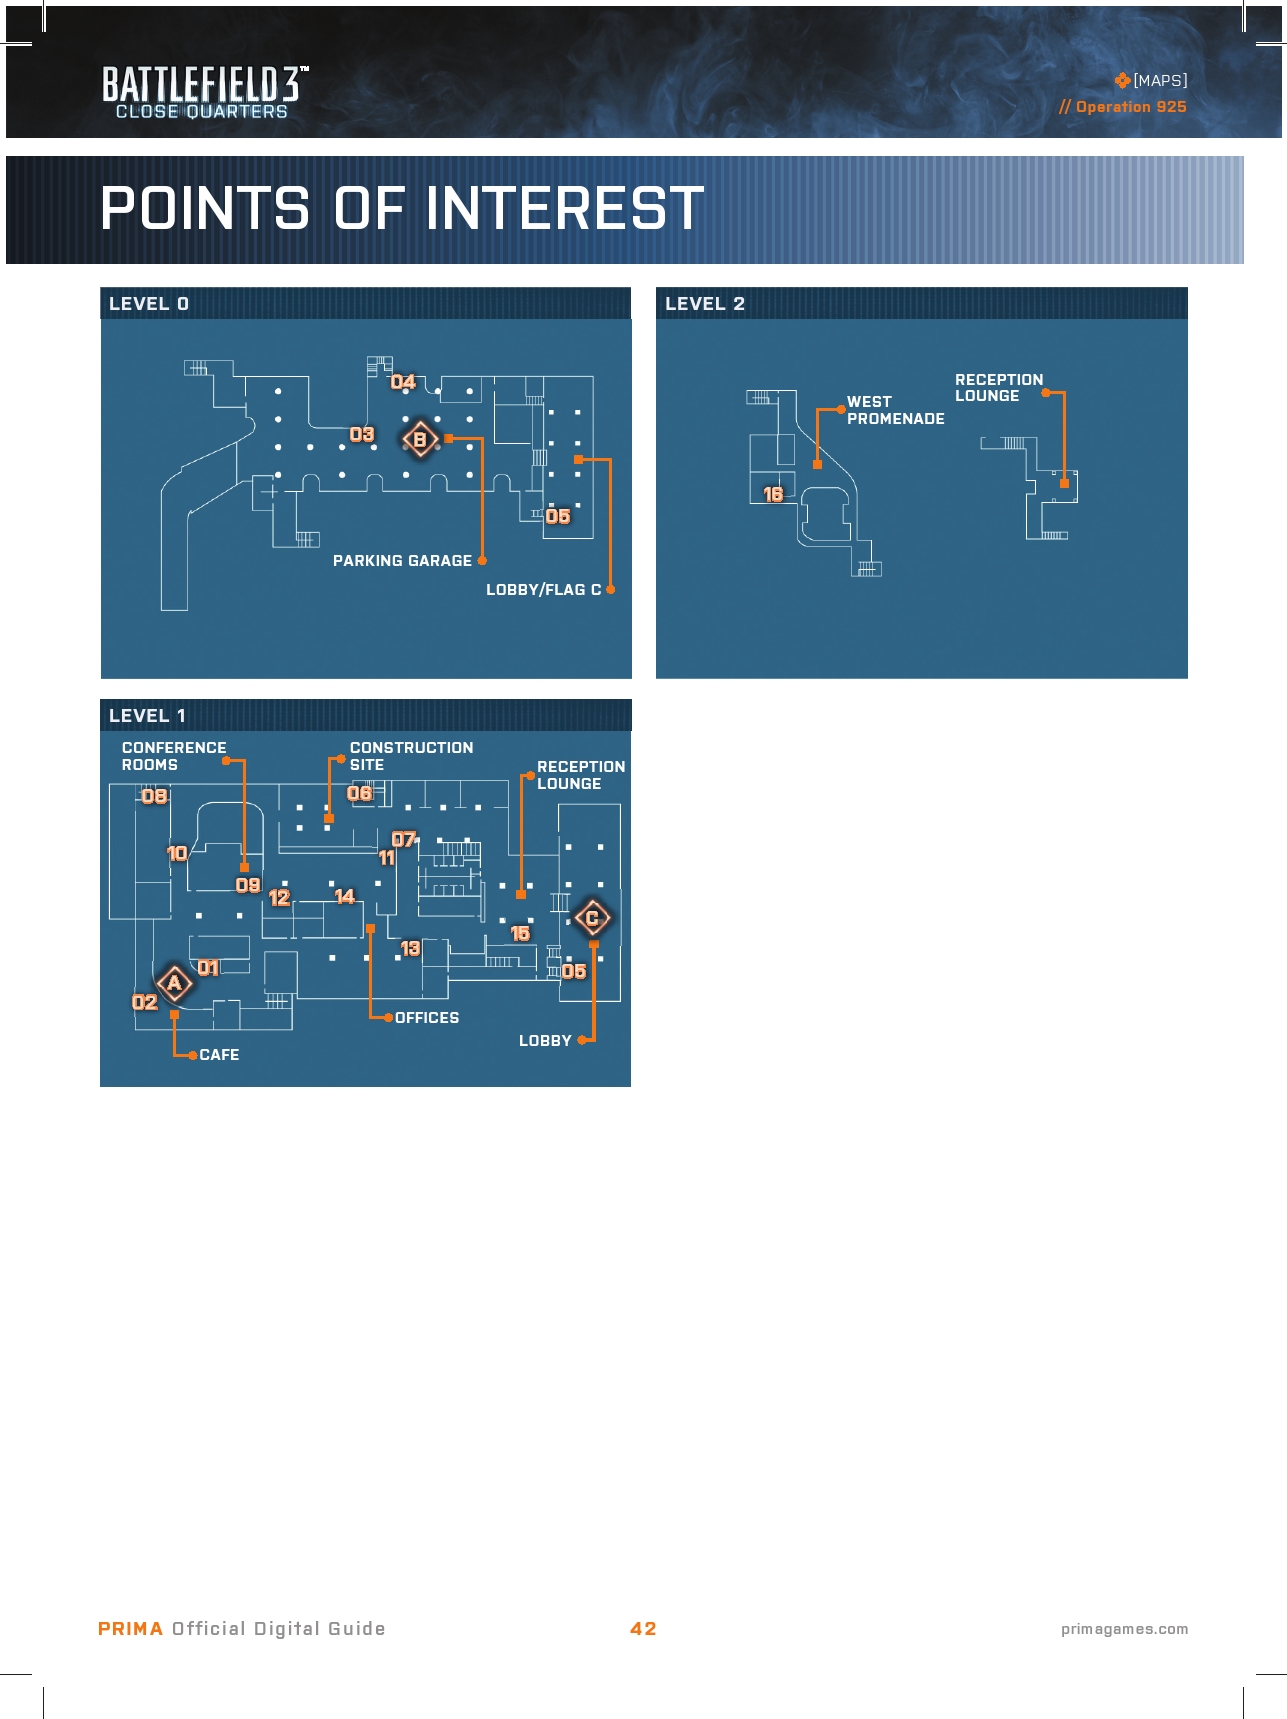 BATTLEFIELD 3™
CLOSE QUARTERS
[MAPS]
// Operation 925
POINTS OF INTEREST
LEVEL 0
04
03
B
05
PARKING GARAGE
LOBBY/FLAG C
LEVEL 2
RECEPTION
LOUNGE
WEST
PROMENADE
16
LEVEL 1
CONFERENCE
ROOMS
CONSTRUCTION
SITE
RECEPTION
LOUNGE
08
06
07
10
11
09
12
14
C
15
13
01
05
A
02
OFFICES
LOBBY
CAFE
PRIMA Official Digital Guide
42
primagames.com